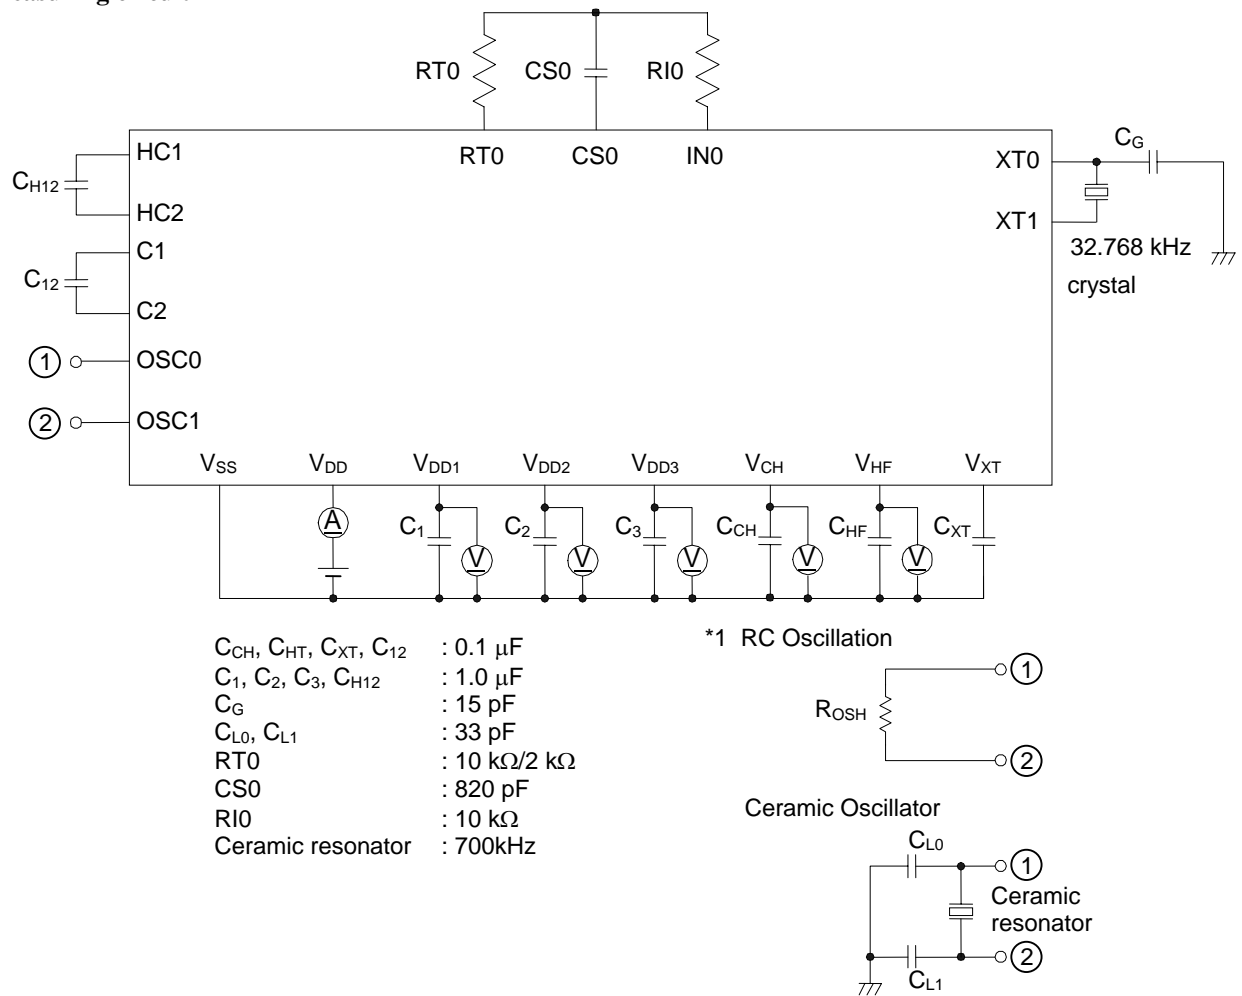 RT0
CS0
RI0
RT0
CS0
IN0
HC1
HC2
C1
C2
OSC0
OSC1
CH12
C12
1
2
XT0
XT1
CG
32.768 kHz
crystal
VSS
VDD
VDD1
VDD2
VDD3
VCH
VHF
VXT
A
C1
V
C2
V
C3
V
CCH
V
CHF
V
CXT
CCH, CHT, CXT, C12 : 0.1 μF
C1, C2, C3, CH12 : 1.0 μF
CG : 15 pF
CL0, CL1 : 33 pF
RT0 : 10 kΩ/2 kΩ
CS0 : 820 pF
RI0 : 10 kΩ
Ceramic resonator : 700kHz
*1 RC Oscillation
1
ROSH
2
Ceramic Oscillator
CL0
1
Ceramic
resonator
2
CL1